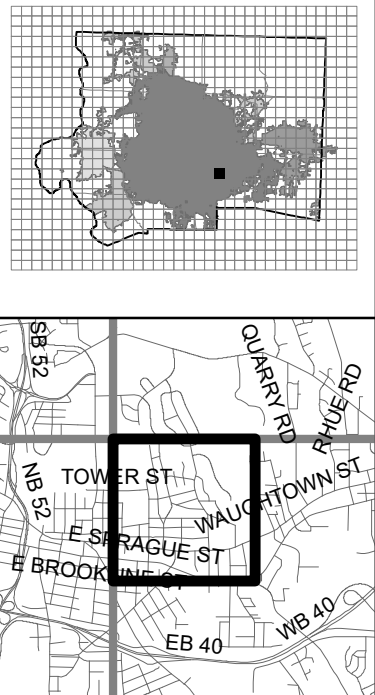 SB 52
QUARRY RD
RHUE RD
NB 52
TOWER ST
WAUGHTOWN ST
E SPRAGUE ST
E BROOKLINE ST
EB 40
WB 40